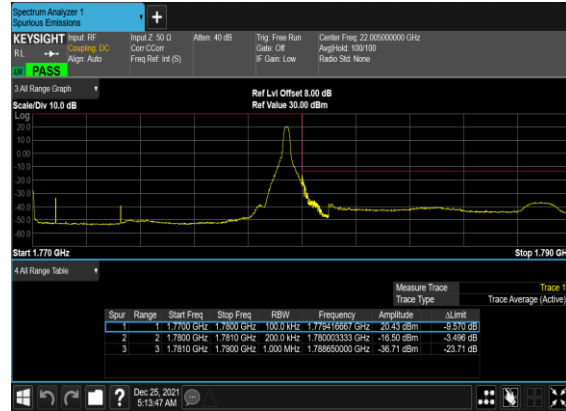 Spectrum Analyzer 1
Spurious Emissions
KEYSIGHT
RL
LM PASS
Input: RF
Coupling: DC
Align: Auto
Input Z: 50 Ω
Corr CCorr
Freq Ref: Int (S)
Atten: 40 dB
Trig: Free Run
Gate: Off
IF Gain: Low
Center Freq: 22.005000000 GHz
Avg|Hold: 100/100
Radio Std: None
3 All Range Graph
Scale/Div 10.0 dB
Ref Lvl Offset 8.00 dB
Ref Value 30.00 dBm
Log
20.0
10.0
0.00
-10.0
-20.0
-30.0
-40.0
-50.0
-60.0
Start 1.770 GHz
Stop 1.790 GH
4 All Range Table
Measure Trace Trace 1
Trace Type Trace Average (Active)
Spur Range Start Freq Stop Freq RBW Frequency Amplitude ΔLimit
1 1 1.7700 GHz 1.7800 GHz 100.0 kHz 1.779416667 GHz 20.43 dBm -9.570 dB
2 2 1.7800 GHz 1.7810 GHz 200.0 kHz 1.780003333 GHz -16.50 dBm -3.496 dB
3 3 1.7810 GHz 1.7900 GHz 1.000 MHz 1.788650000 GHz -36.71 dBm -23.71 dB
?
Dec 25, 2021
5:13:47 AM